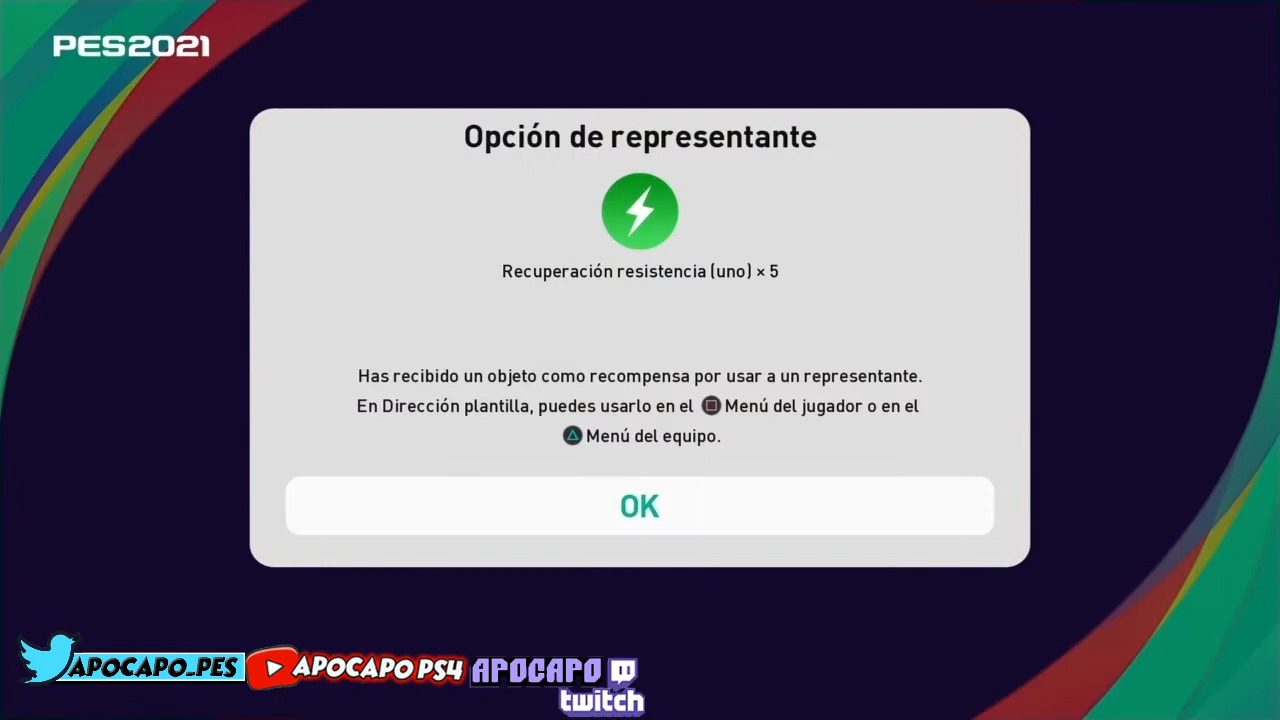 PES2021
Opción de representante
Recuperación resistencia (uno) × 5
Has recibido un objeto como recompensa por usar a un representante.
En Dirección plantilla, puedes usarlo en el Menú del jugador o en el
Menú del equipo.
OK
APOCAPO_PES
APOCAPO PS4
APOCAPO
twitch